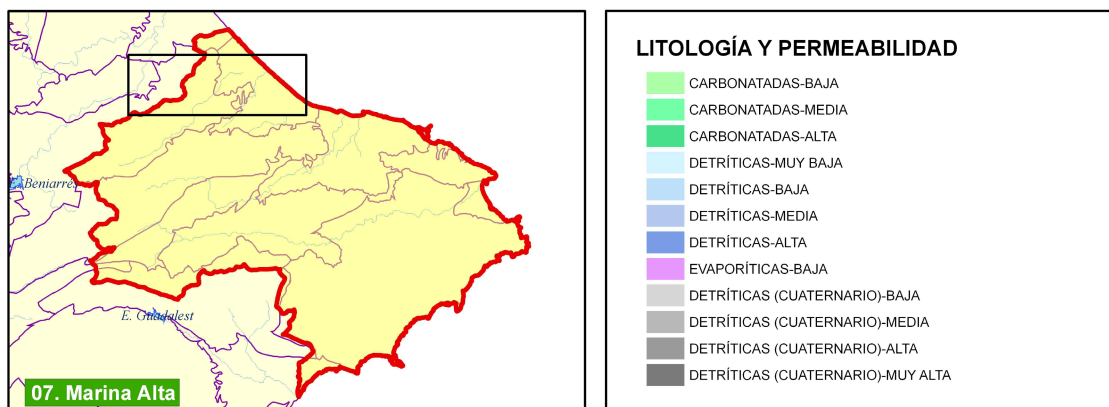 E. Beniarrés
E. Guadalest
07. Marina Alta
LITOLOGÍA Y PERMEABILIDAD
CARBONATADAS-BAJA
CARBONATADAS-MEDIA
CARBONATADAS-ALTA
DETRÍTICAS-MUY BAJA
DETRÍTICAS-BAJA
DETRÍTICAS-MEDIA
DETRÍTICAS-ALTA
EVAPORÍTICAS-BAJA
DETRÍTICAS (CUATERNARIO)-BAJA
DETRÍTICAS (CUATERNARIO)-MEDIA
DETRÍTICAS (CUATERNARIO)-ALTA
DETRÍTICAS (CUATERNARIO)-MUY ALTA